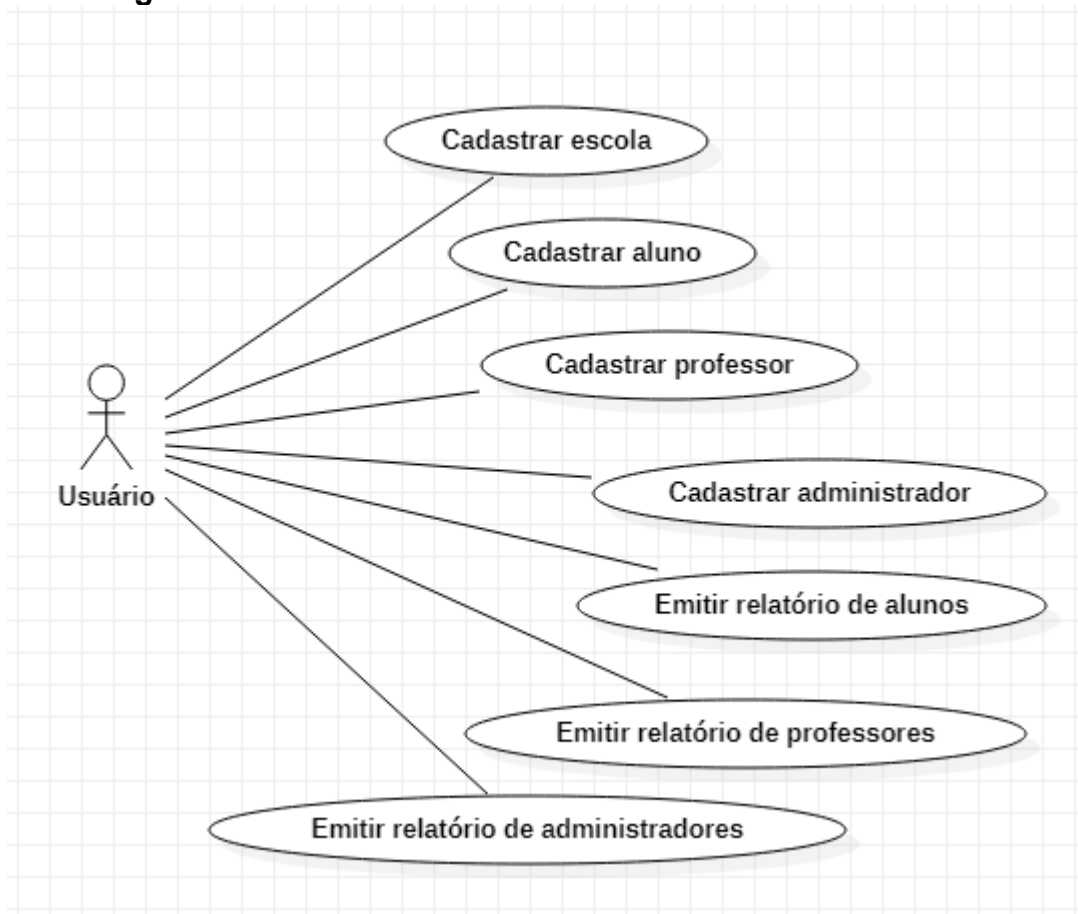 Cadastrar escola
Cadastrar aluno
Cadastrar professor
Usuário
Cadastrar administrador
Emitir relatório de alunos
Emitir relatório de professores
Emitir relatório de administradores